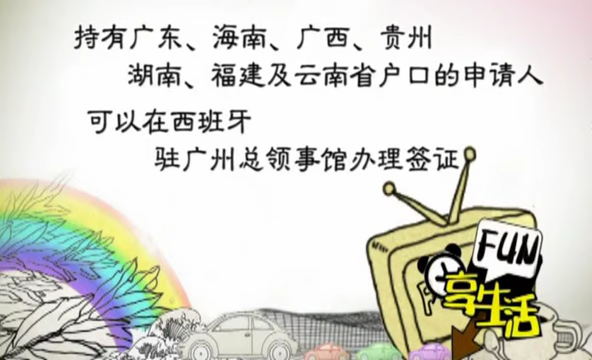 持有广东、海南、广西、贵州
湖南、福建及云南省户口的申请人
可以在西班牙
驻广州总领事馆办理签证
FUN
享生活